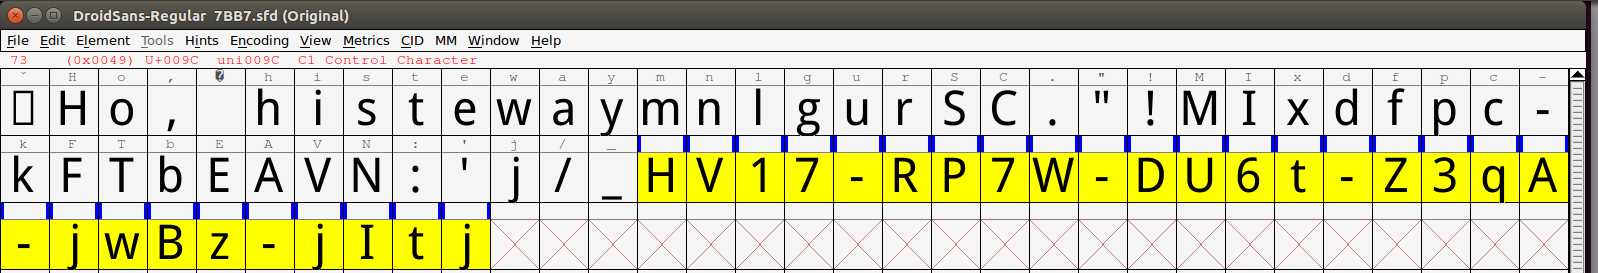 DroidSans-Regular 7BB7.sfd (Original)
File Edit Element Tools Hints Encoding View Metrics CID MM Window Help
73 (0x0049) U+009C uni009C C1 Control Character
ˇ H o , � h i s t e w a y m n l g u r S C . " ! M I x d f p c -
H o , h i s t e w a y m n l g u r S C . " ! M I x d f p c -
k F T b E A V N : ' j / _
k F T b E A V N : ' j / _ H V 1 7 - R P 7 W - D U 6 t - Z 3 q A
- j w B z - j I t j